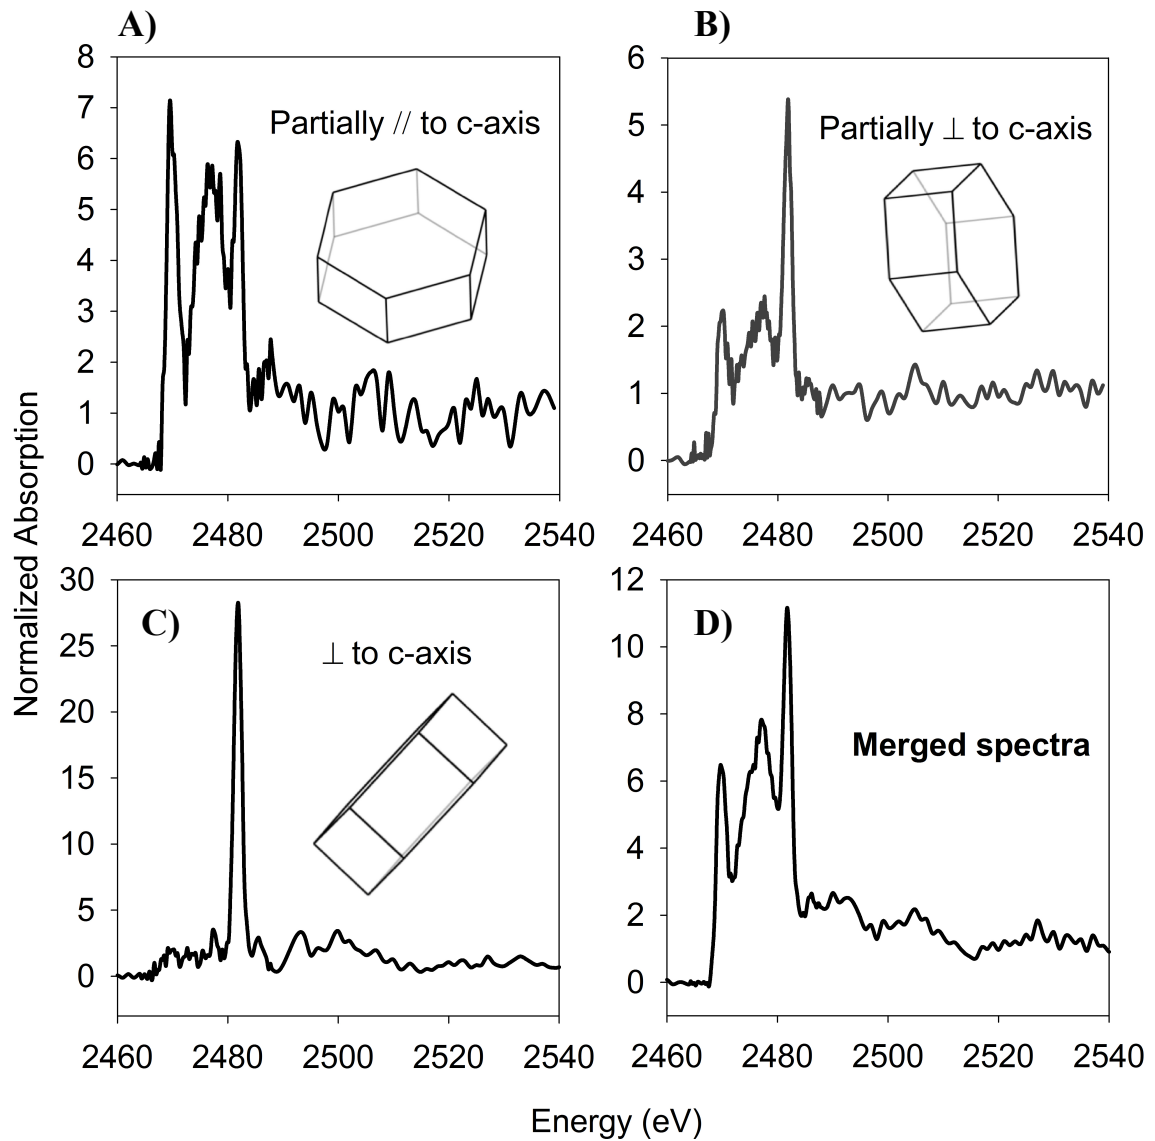 A)
B)
8
7
6
5
4
3
2
1
0
Partially // to c-axis
6
5
4
3
2
1
0
Partially ⊥ to c-axis
2460 2480 2500 2520 2540
2460 2480 2500 2520 2540
Normalized Absorption
30
25
20
15
10
5
0
C)
⊥ to c-axis
12
10
8
6
4
2
0
D)
Merged spectra
2460 2480 2500 2520 2540
2460 2480 2500 2520 2540
Energy (eV)